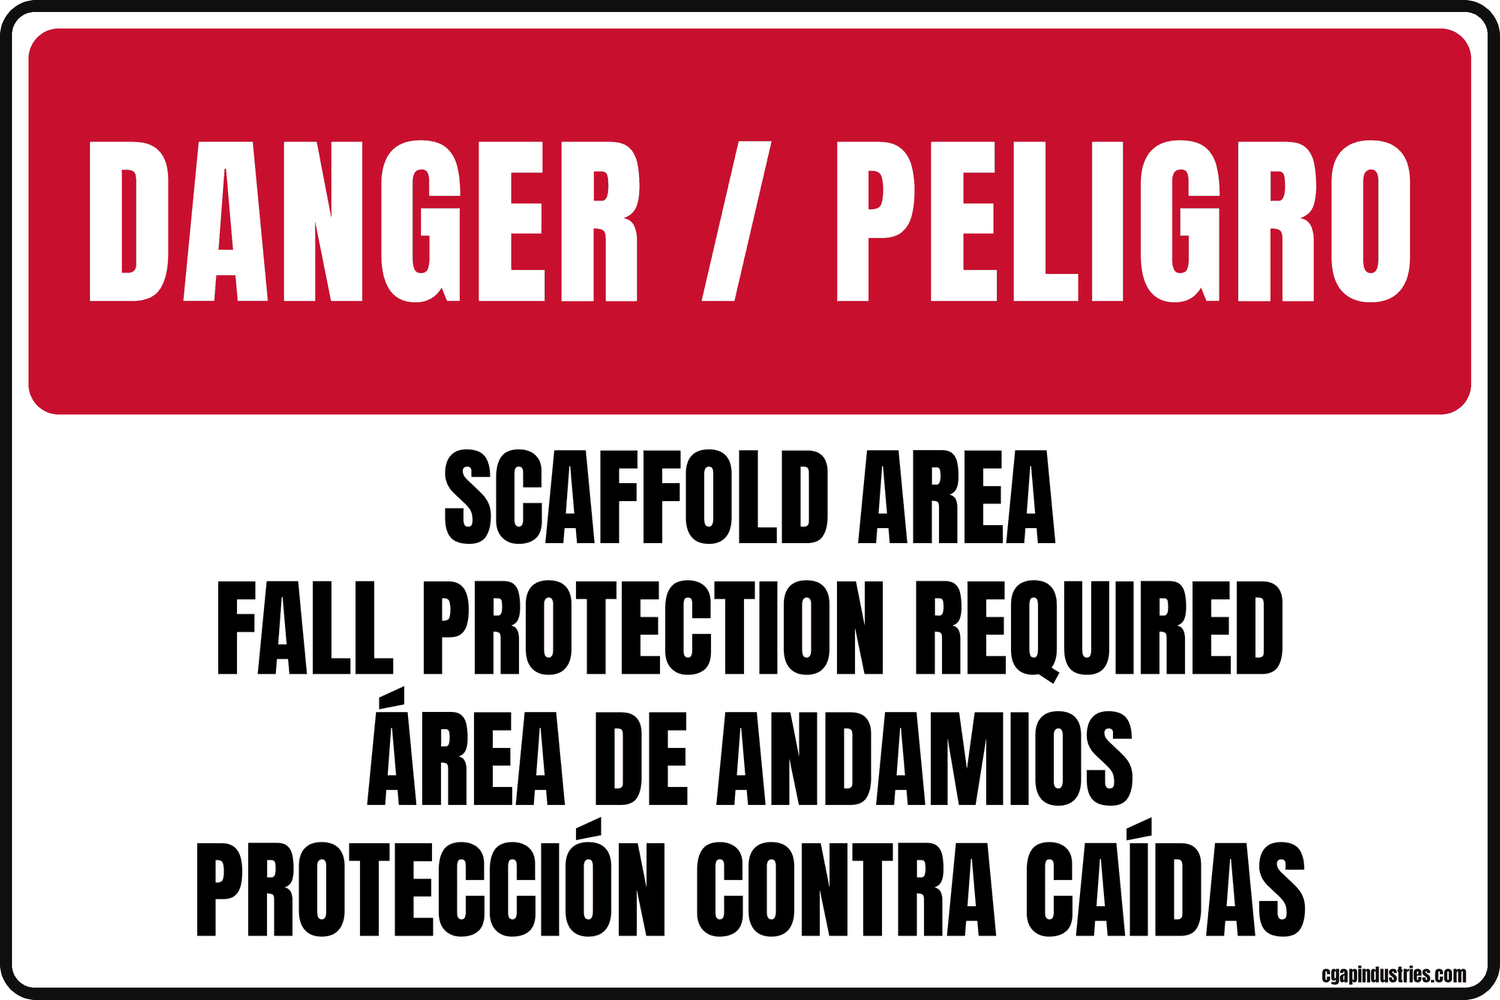 DANGER / PELIGRO
SCAFFOLD AREA
FALL PROTECTION REQUIRED
ÁREA DE ANDAMIOS
PROTECCIÓN CONTRA CAÍDAS
cgapindustries.com